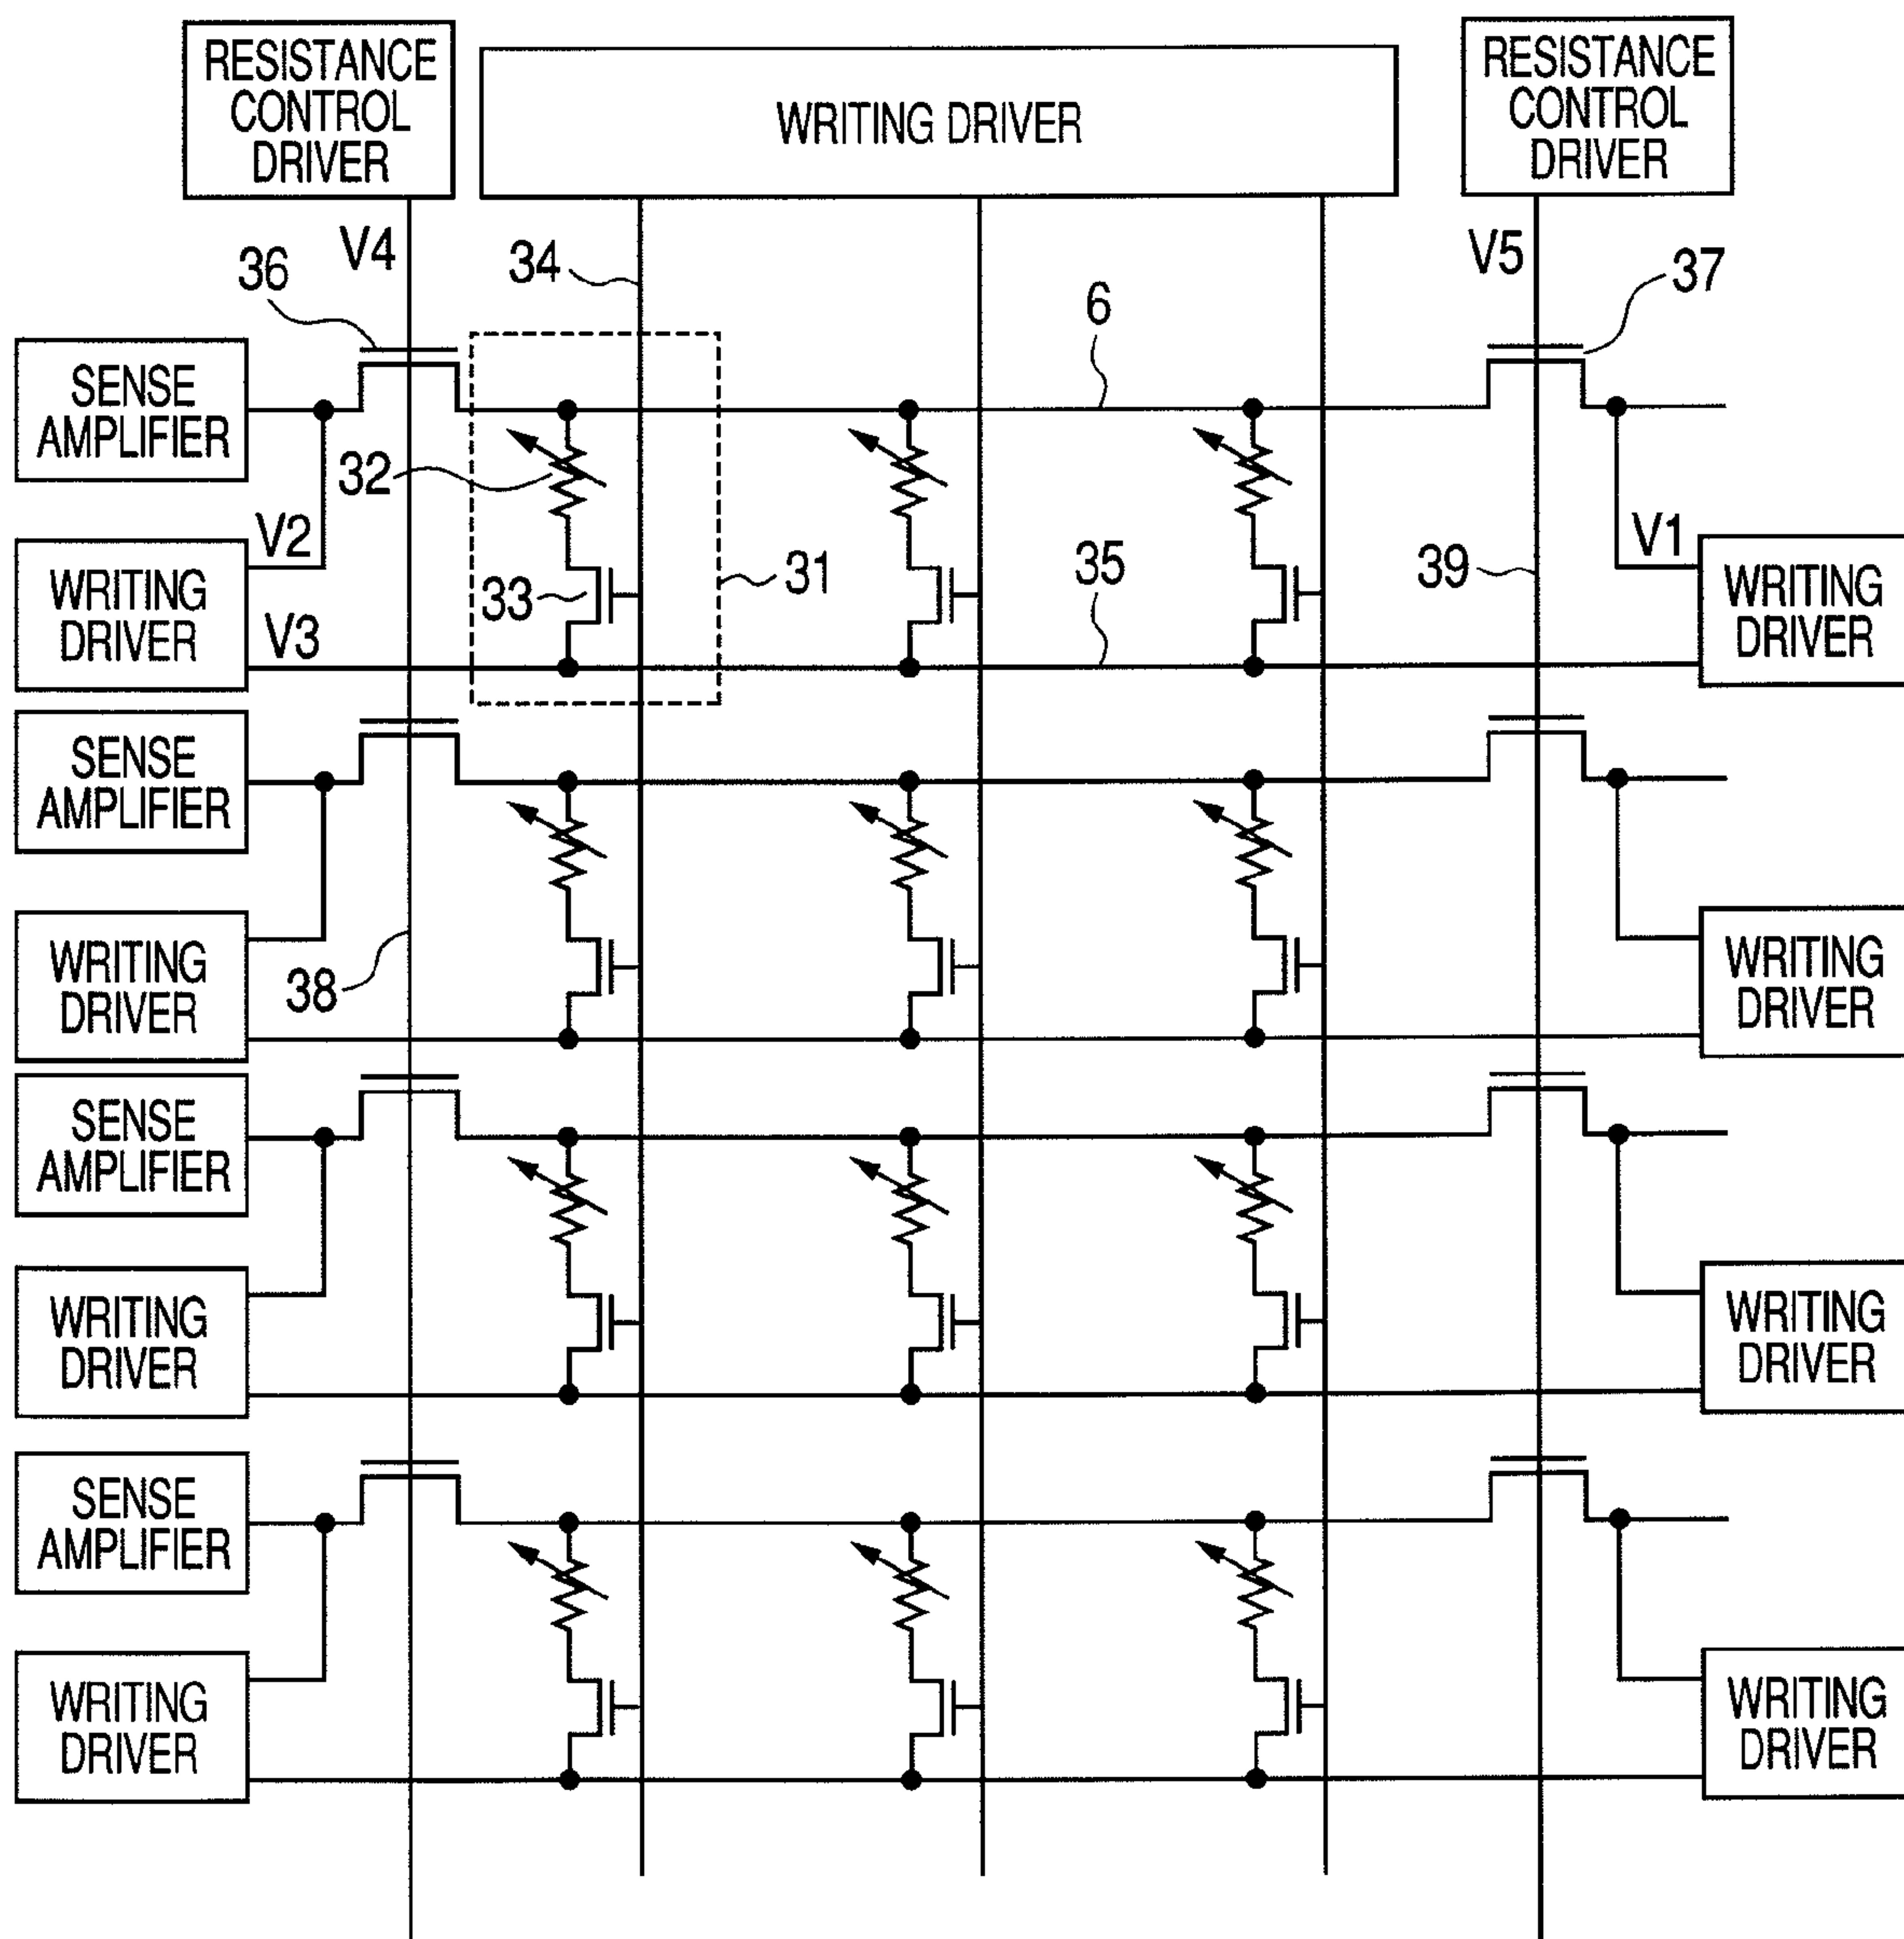 RESISTANCE
CONTROL
DRIVER
WRITING DRIVER
RESISTANCE
CONTROL
DRIVER
V4
34
V5
36
37
6
SENSE
AMPLIFIER
32
V2
V1
WRITING
DRIVER
33
31
35
39
WRITING
DRIVER
V3
SENSE
AMPLIFIER
WRITING
DRIVER
38
WRITING
DRIVER
SENSE
AMPLIFIER
WRITING
DRIVER
WRITING
DRIVER
SENSE
AMPLIFIER
WRITING
DRIVER
WRITING
DRIVER